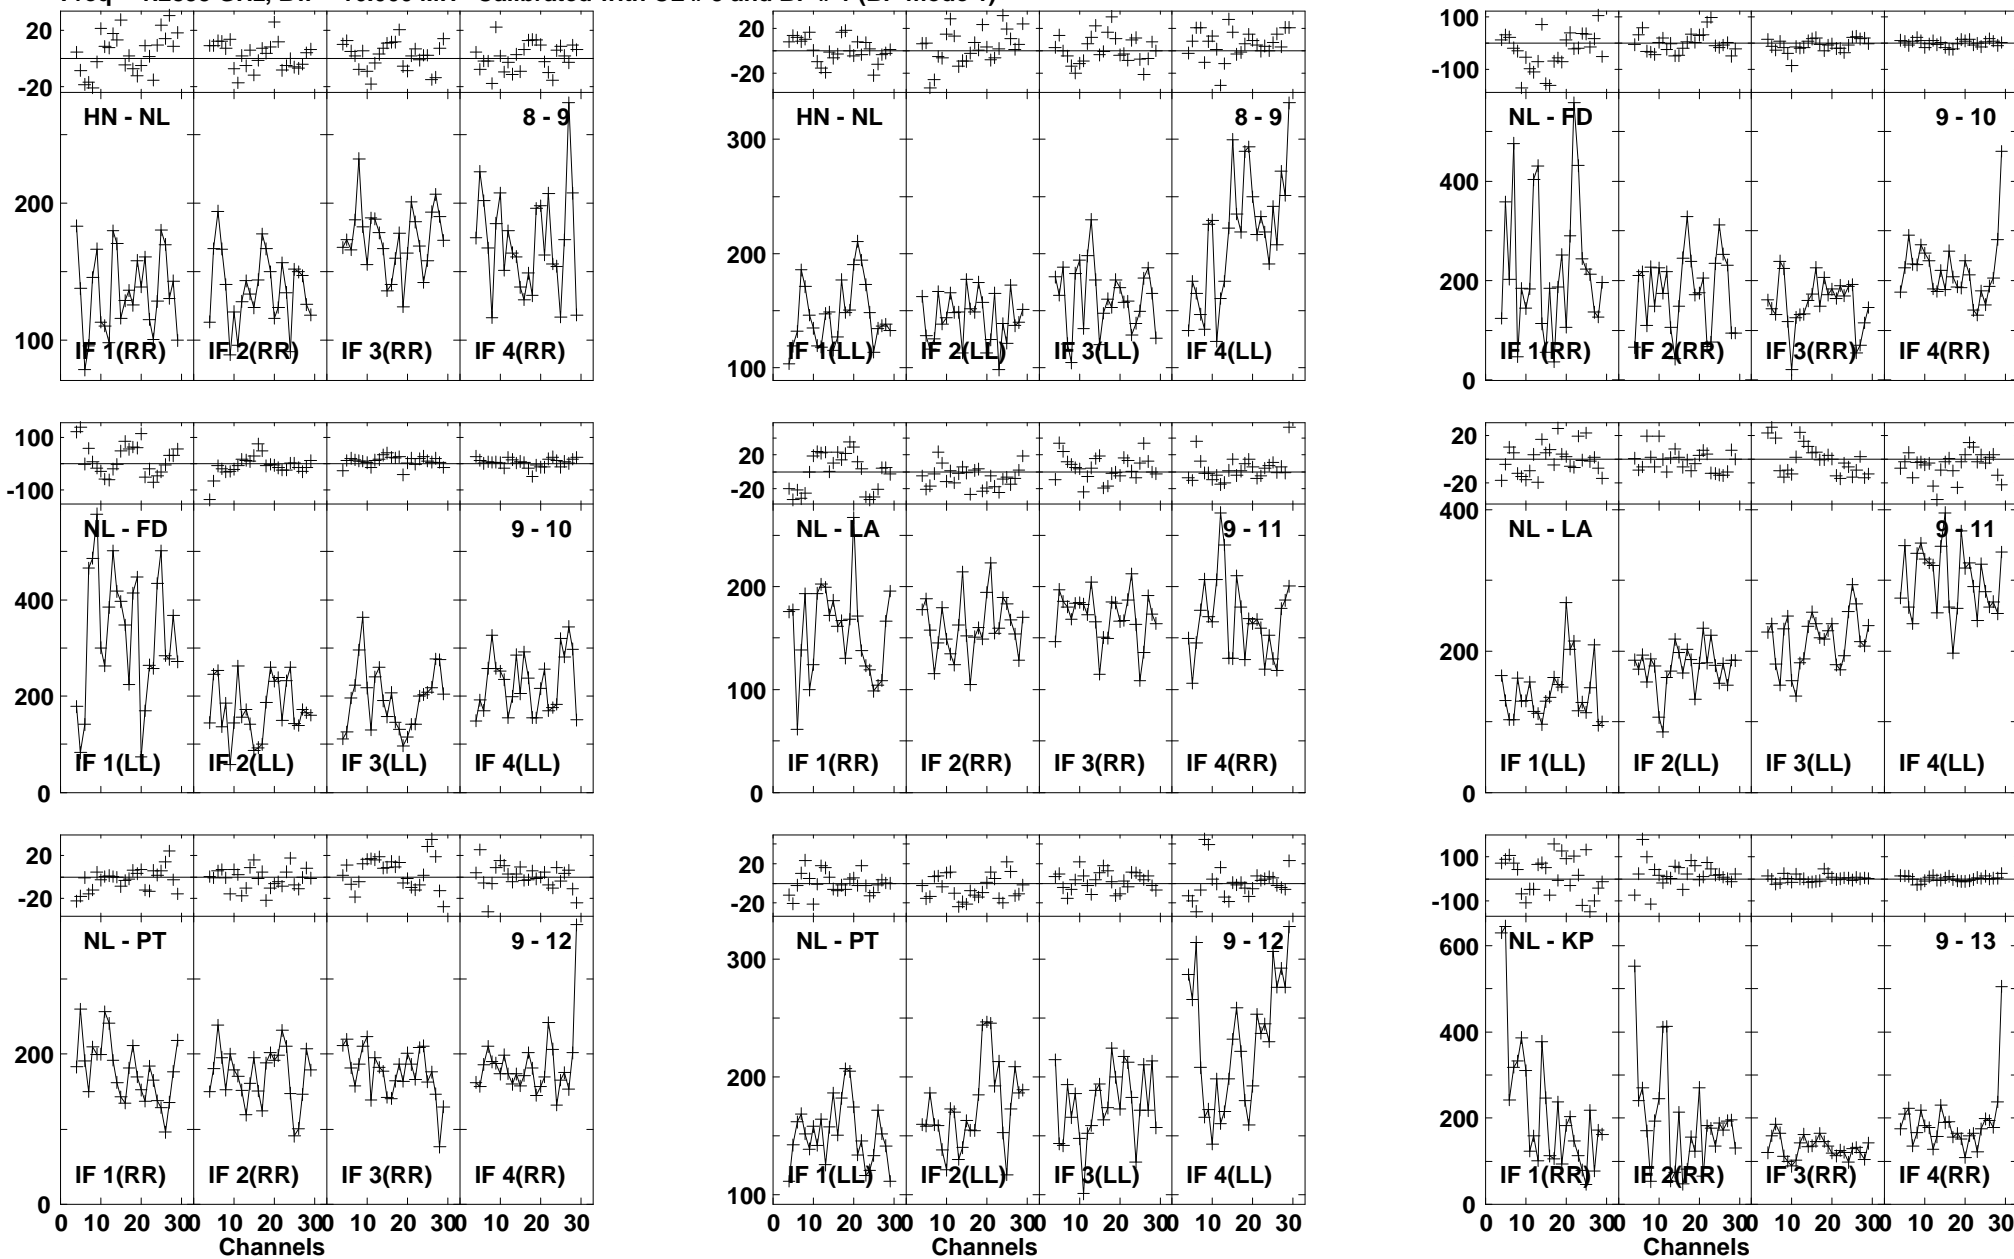 20
-20
HN - NL
8 - 9
200
100
IF 1(RR)
IF 2(RR)
IF 3(RR)
IF 4(RR)
20
-20
HN - NL
8 - 9
300
200
100
IF 1(LL)
IF 2(LL)
IF 3(LL)
IF 4(LL)
100
-100
NL - FD
9 - 10
400
200
0
IF 1(RR)
IF 2(RR)
IF 3(RR)
IF 4(RR)
100
-100
NL - FD
9 - 10
400
200
0
IF 1(LL)
IF 2(LL)
IF 3(LL)
IF 4(LL)
20
-20
NL - LA
9 - 11
200
100
0
IF 1(RR)
IF 2(RR)
IF 3(RR)
IF 4(RR)
20
-20
NL - LA
9 - 11
400
200
0
IF 1(LL)
IF 2(LL)
IF 3(LL)
IF 4(LL)
20
-20
NL - PT
9 - 12
200
0
IF 1(RR)
IF 2(RR)
IF 3(RR)
IF 4(RR)
0 10 20 30 0 10 20 30 0 10 20 30 0 10 20 30
Channels
20
-20
NL - PT
9 - 12
300
200
100
IF 1(LL)
IF 2(LL)
IF 3(LL)
IF 4(LL)
0 10 20 30 0 10 20 30 0 10 20 30 0 10 20 30
Channels
100
-100
NL - KP
9 - 13
600
400
200
0
IF 1(RR)
IF 2(RR)
IF 3(RR)
IF 4(RR)
0 10 20 30 0 10 20 30 0 10 20 30 0 10 20 30
Channels